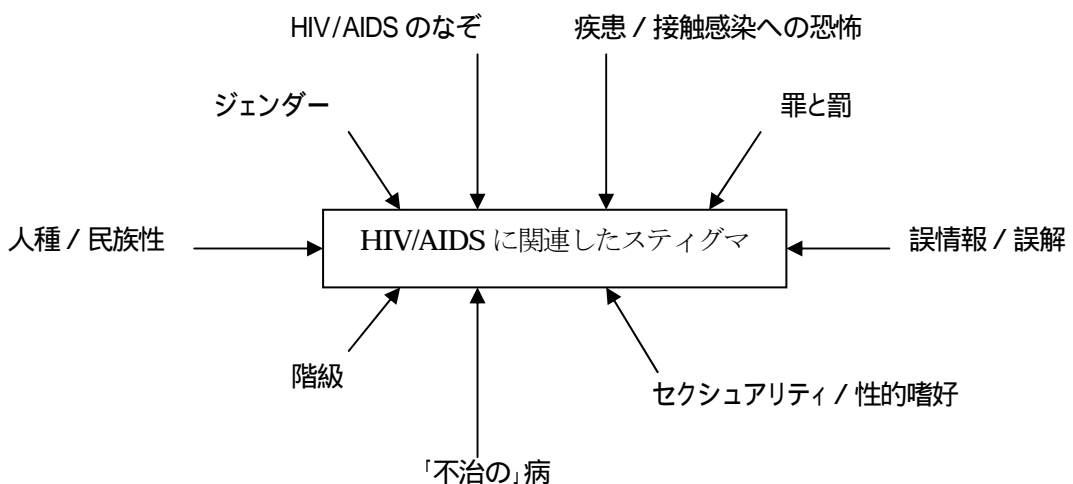 HIV/AIDS のなぞ
疾患 / 接触感染への恐怖
ジェンダー
罪と罰
人種 / 民族性
HIV/AIDS に関連したスティグマ
誤情報 / 誤解
階級
セクシュアリティ / 性的嗜好
「不治の」病